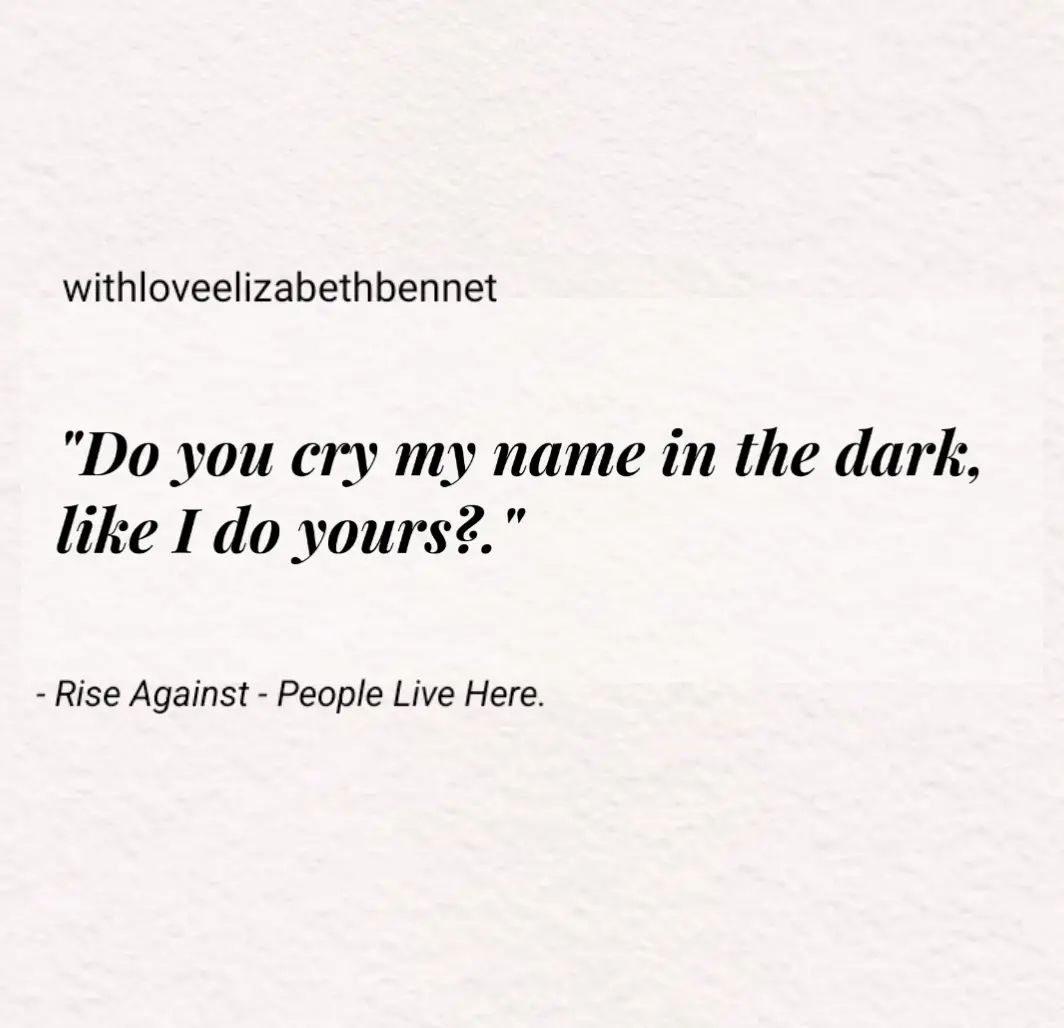 withloveelizabethbennet
"Do you cry my name in the dark,
like I do yours?."
- Rise Against - People Live Here.